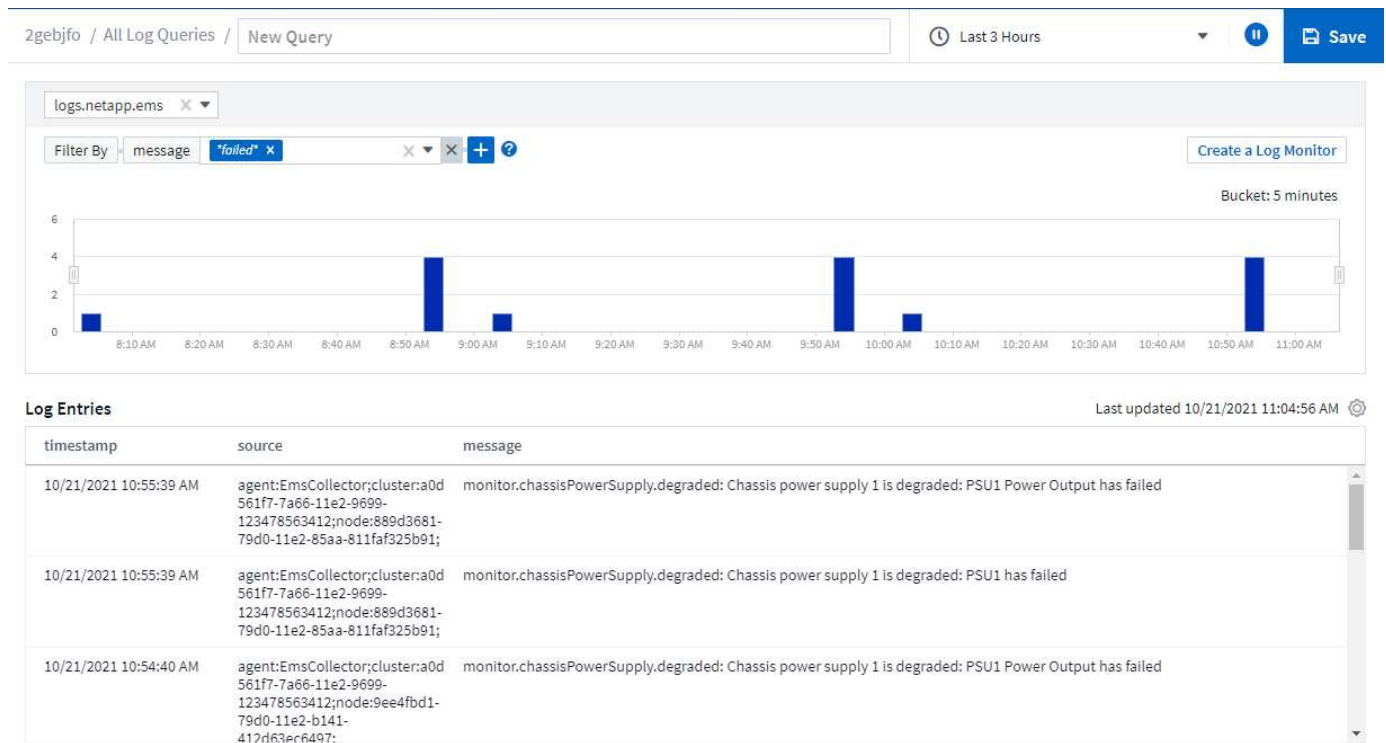 2gebjfo / All Log Queries / New Query
Last 3 Hours
Save
logs.netapp.ems
Filter By message *failed*
Create a Log Monitor
Bucket: 5 minutes
6
4
2
0
8:10 AM 8:20 AM 8:30 AM 8:40 AM 8:50 AM 9:00 AM 9:10 AM 9:20 AM 9:30 AM 9:40 AM 9:50 AM 10:00 AM 10:10 AM 10:20 AM 10:30 AM 10:40 AM 10:50 AM 11:00 AM
Log Entries
Last updated 10/21/2021 11:04:56 AM
timestamp source message
10/21/2021 10:55:39 AM agent:EmsCollector;cluster:a0d monitor.chassisPowerSupply.degraded: Chassis power supply 1 is degraded: PSU1 Power Output has failed
561f7-7a66-11e2-9699-
123478563412;node:889d3681-
79d0-11e2-85aa-811faf325b91;
10/21/2021 10:55:39 AM agent:EmsCollector;cluster:a0d monitor.chassisPowerSupply.degraded: Chassis power supply 1 is degraded: PSU1 has failed
561f7-7a66-11e2-9699-
123478563412;node:889d3681-
79d0-11e2-85aa-811faf325b91;
10/21/2021 10:54:40 AM agent:EmsCollector;cluster:a0d monitor.chassisPowerSupply.degraded: Chassis power supply 1 is degraded: PSU1 Power Output has failed
561f7-7a66-11e2-9699-
123478563412;node:9ee4fbd1-
79d0-11e2-b141-
412d63ec6497;